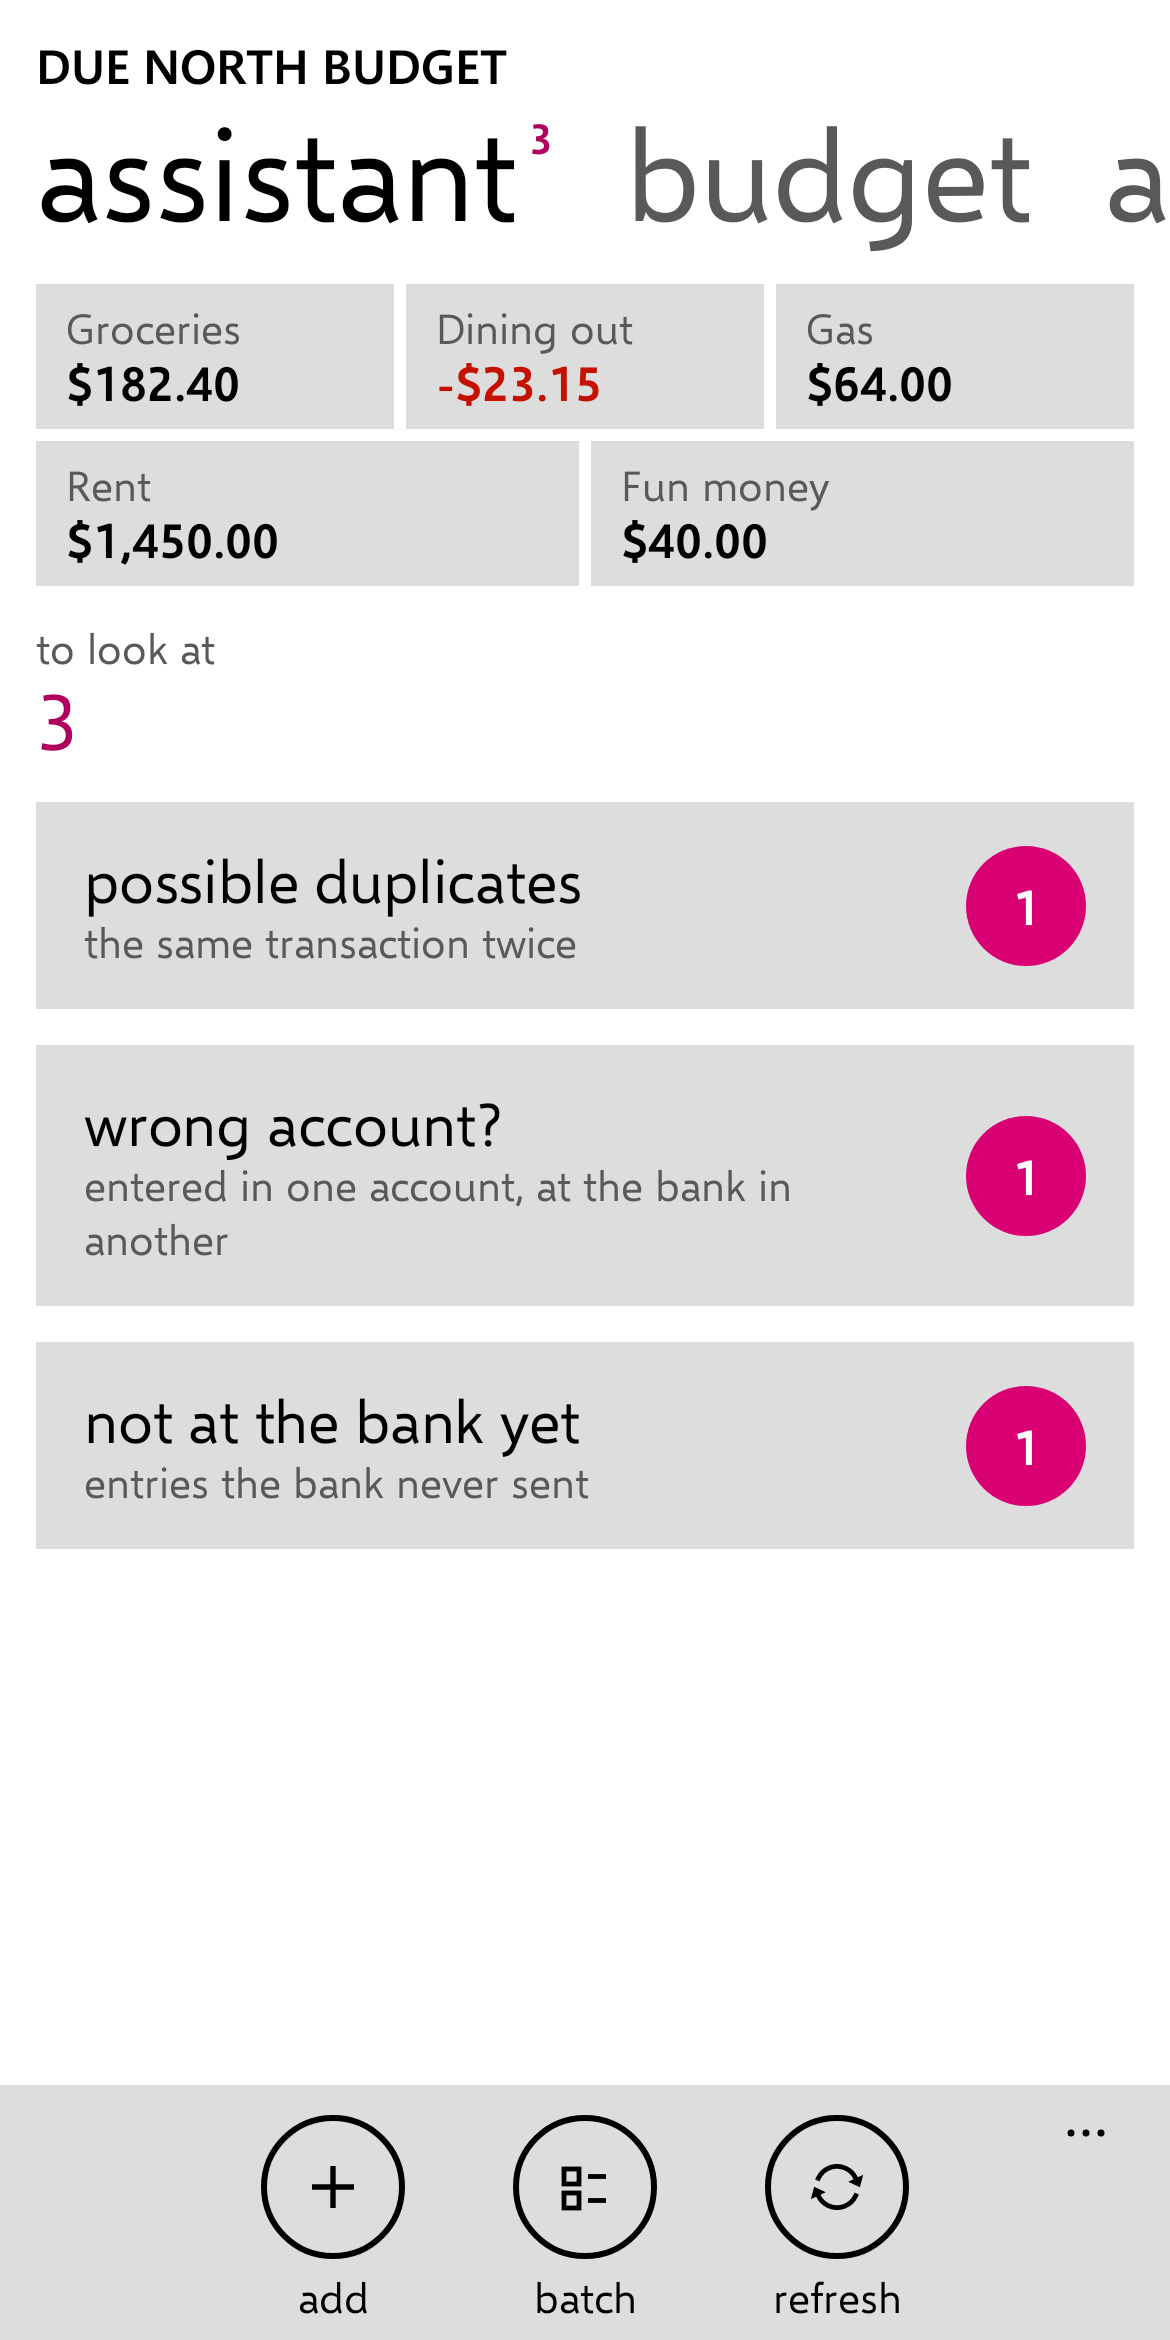 DUE NORTH BUDGET
assistant 3 budget a
Groceries
$182.40
Dining out
-$23.15
Gas
$64.00
Rent
$1,450.00
Fun money
$40.00
to look at
3
possible duplicates
the same transaction twice
1
wrong account?
entered in one account, at the bank in
another
1
not at the bank yet
entries the bank never sent
1
add
batch
refresh